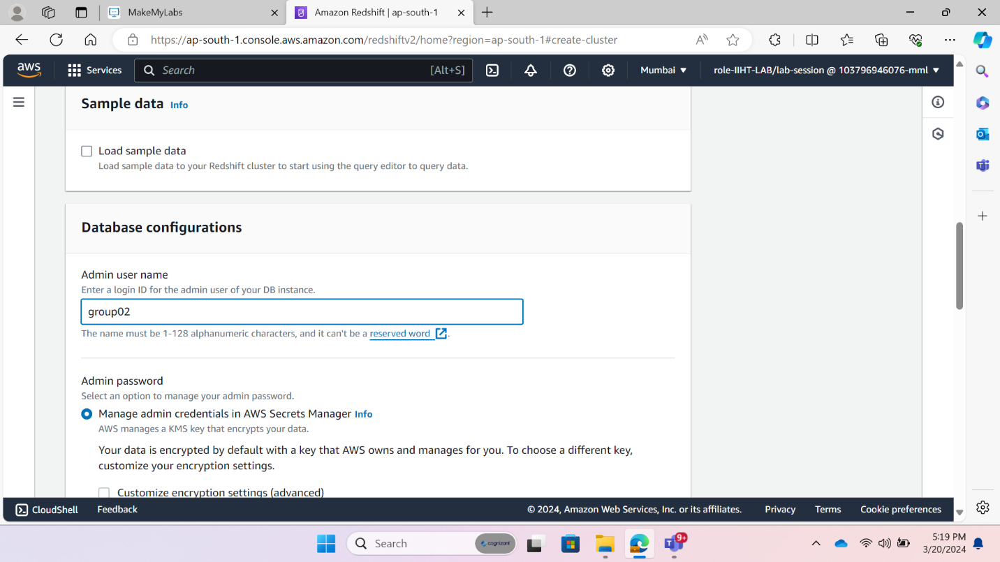 MakeMyLabs
Amazon Redshift | ap-south-1
https://ap-south-1.console.aws.amazon.com/redshiftv2/home?region=ap-south-1#create-cluster
aws
Services
Search
[Alt+S]
Mumbai
role-IIHT-LAB/lab-session @ 103796946076-mml
Sample data Info
Load sample data
Load sample data to your Redshift cluster to start using the query editor to query data.
Database configurations
Admin user name
Enter a login ID for the admin user of your DB instance.
group02
The name must be 1-128 alphanumeric characters, and it can't be a reserved word.
Admin password
Select an option to manage your admin password.
Manage admin credentials in AWS Secrets Manager Info
AWS manages a KMS key that encrypts your data.
Your data is encrypted by default with a key that AWS owns and manages for you. To choose a different key,
customize your encryption settings.
Customize encryption settings (advanced)
CloudShell
Feedback
© 2024, Amazon Web Services, Inc. or its affiliates.
Privacy
Terms
Cookie preferences
Search
cognizant
9+
5:19 PM
3/20/2024